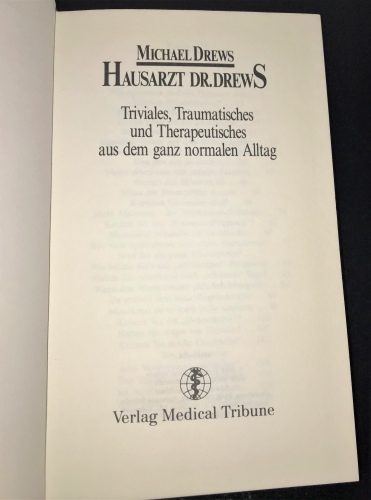 MICHAEL DREWS
HAUSARZT DR.DREWS
Triviales, Traumatisches
und Therapeutisches
aus dem ganz normalen Alltag
Verlag Medical Tribune